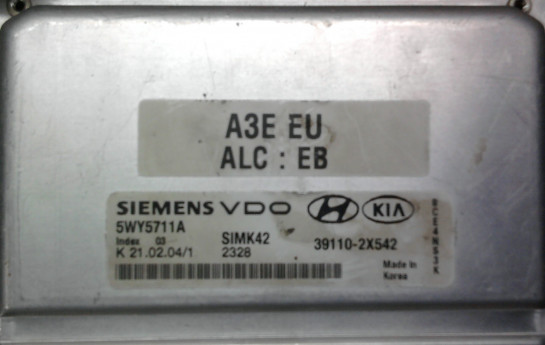 A3E EU
ALC : EB
SIEMENS VDO KIA
5WY5711A
Index 03 SIMK42 39110-2X542
K 21.02.04/1 2328
Made In
Korea
BCE4NS3K